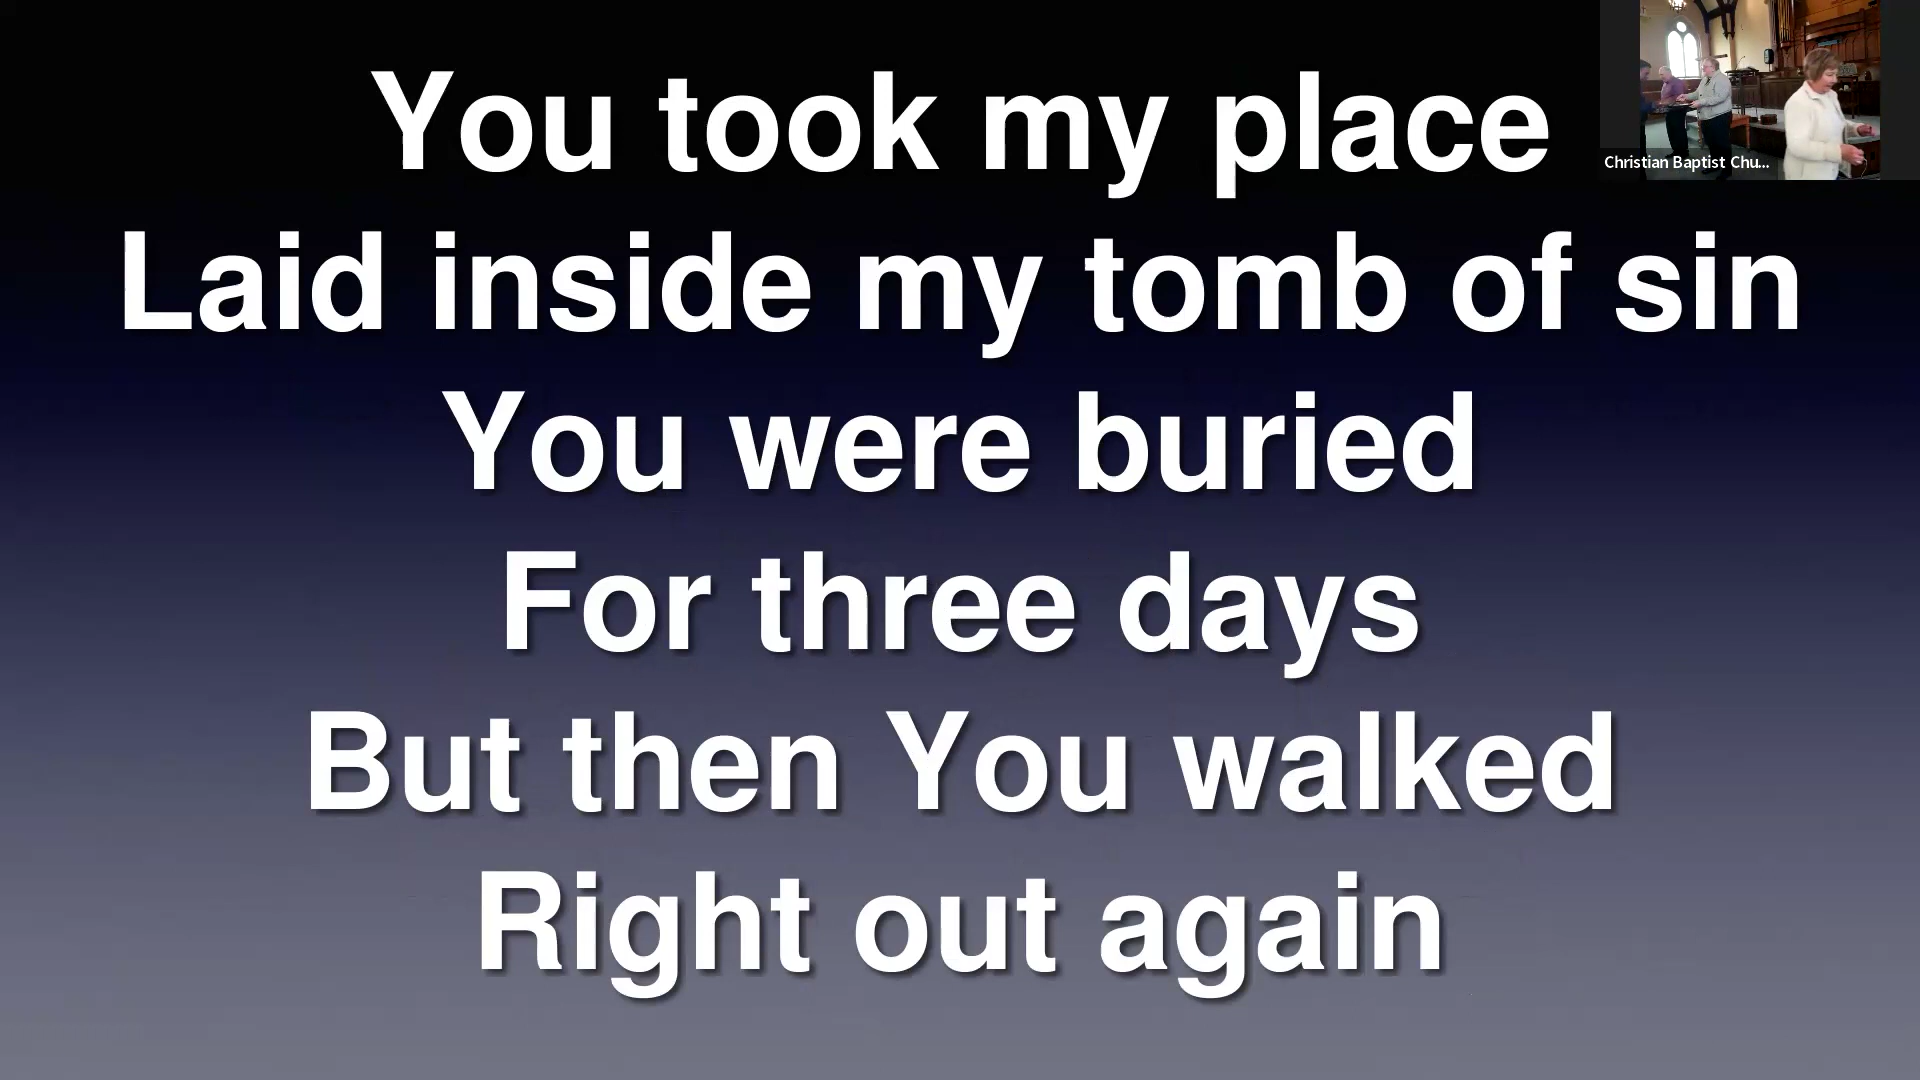 You took my place
Laid inside my tomb of sin
You were buried
For three days
But then You walked
Right out again
Christian Baptist Chu...